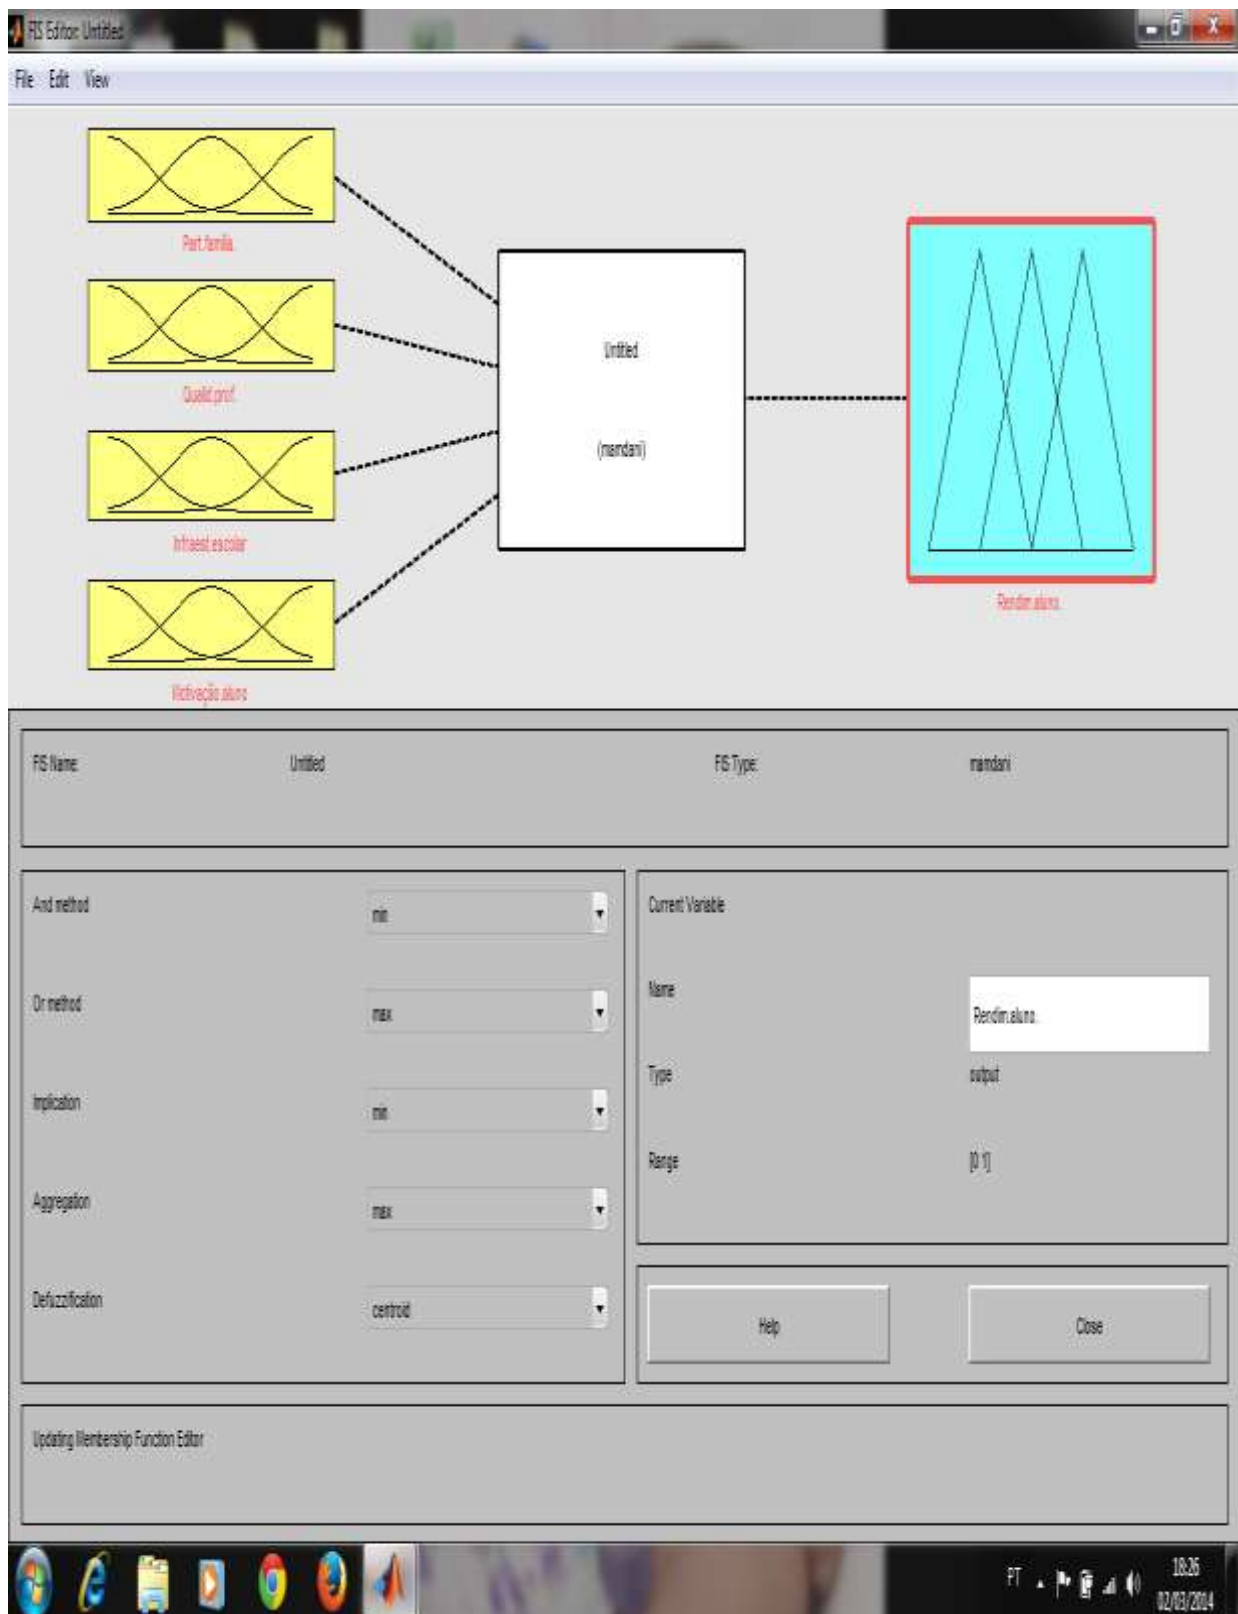 FIS Editor: Untitled
File Edit View
Part.família.
Qualid.prof.
Infraest.escolar
Motivação.aluno
Untitled
(mamdani)
Rendim.aluno.
FIS Name: Untitled FIS Type: mamdani
And method min
Or method max
Implication min
Aggregation max
Defuzzification centroid
Current Variable
Name Rendim.aluno.
Type output
Range [0 1]
Help Close
Updating Membership Function Editor
PT 18:26
02/03/2014